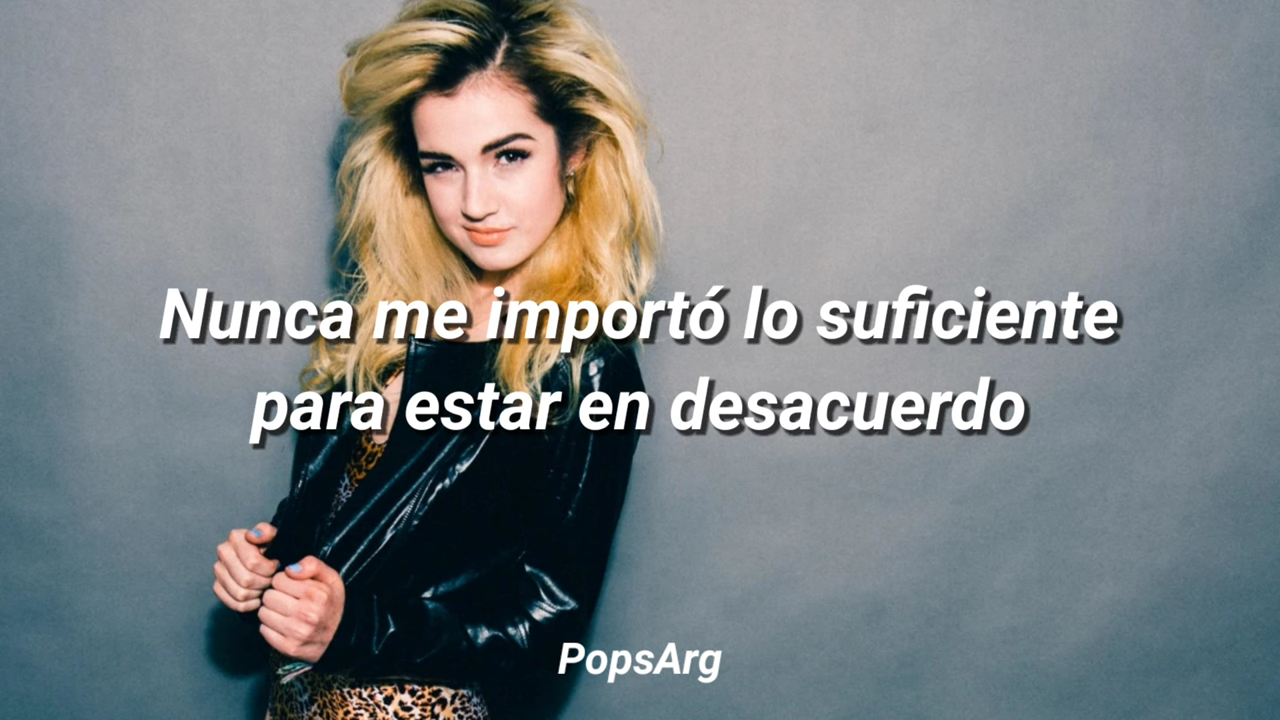 Nunca me importó lo suficiente
para estar en desacuerdo
PopsArg